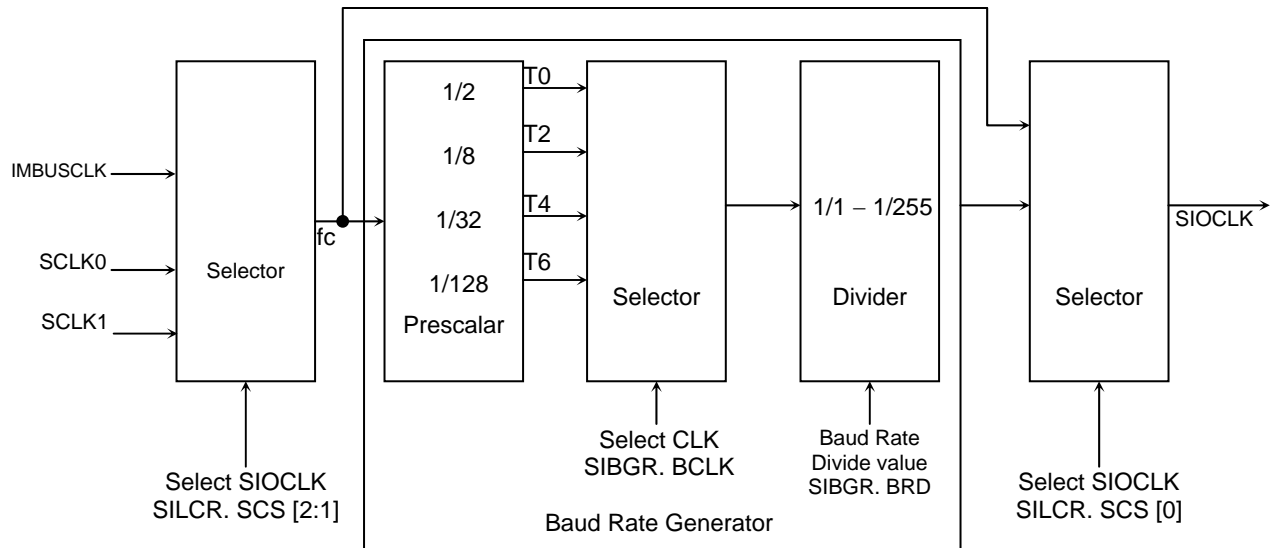 T0
1/2
T2
1/8
IMBUSCLK
T4
1/32
1/1 – 1/255
fc
SIOCLK
SCLK0
Selector
T6
1/128
Selector
Divider
Selector
SCLK1
Prescalar
Select SIOCLK
SILCR. SCS [2:1]
Select CLK
SIBGR. BCLK
Baud Rate
Divide value
SIBGR. BRD
Select SIOCLK
SILCR. SCS [0]
Baud Rate Generator